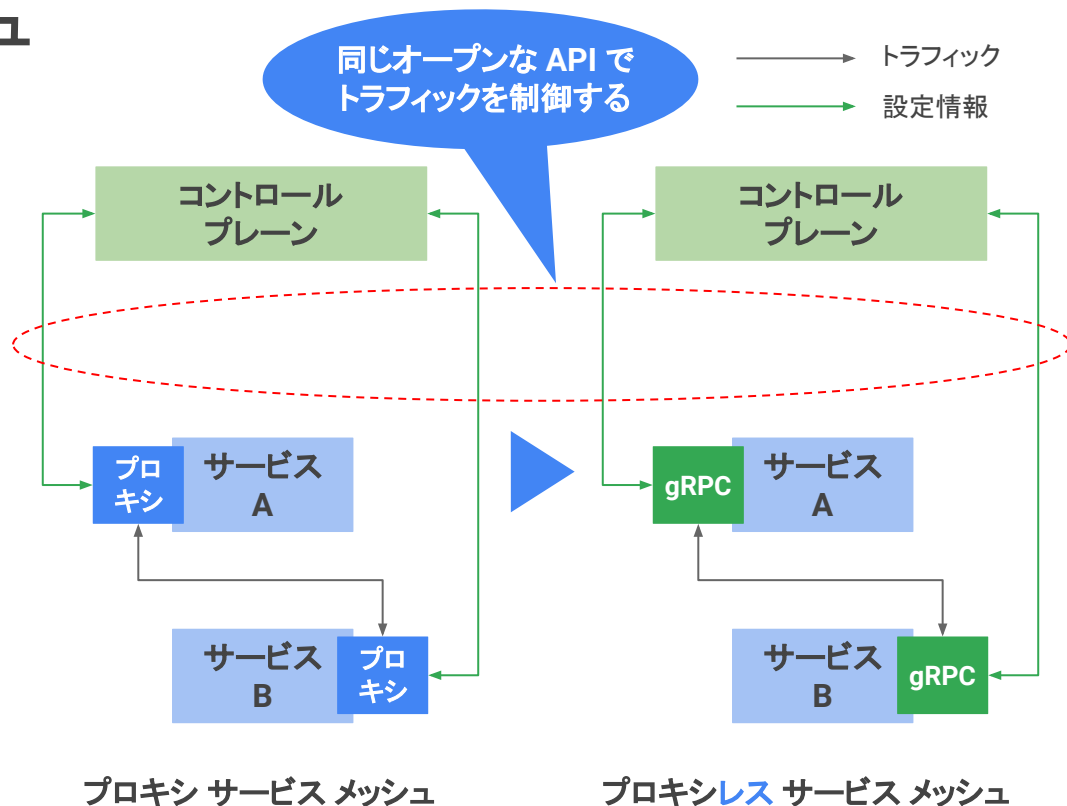 ュ
同じオープンな API で
トラフィックを制御する
トラフィック
設定情報
コントロール
プレーン
コントロール
プレーン
プロ
キシ
サービス
A
gRPC
サービス
A
サービス
B
プロ
キシ
サービス
B
gRPC
プロキシ サービス メッシュ
プロキシレス サービス メッシュ